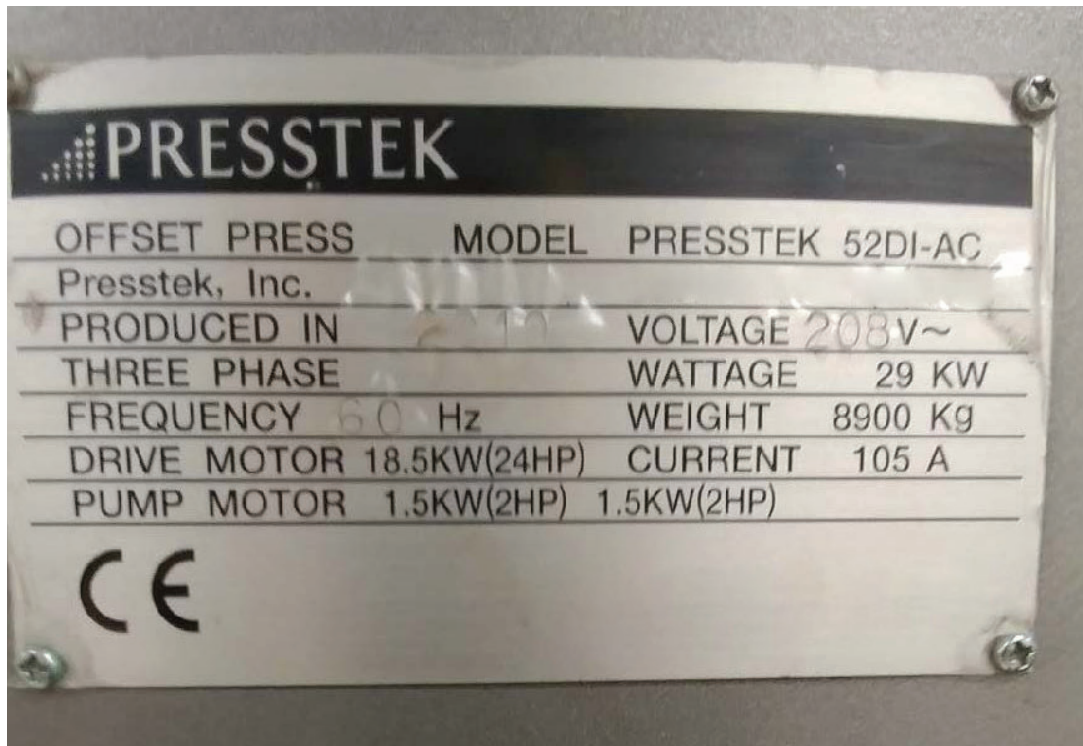 PRESSTEK
OFFSET PRESS MODEL PRESSTEK 52DI-AC
Presstek, Inc.
PRODUCED IN VOLTAGE 208 V~
THREE PHASE WATTAGE 29 KW
FREQUENCY 60 Hz WEIGHT 8900 Kg
DRIVE MOTOR 18.5KW(24HP) CURRENT 105 A
PUMP MOTOR 1.5KW(2HP) 1.5KW(2HP)
CE